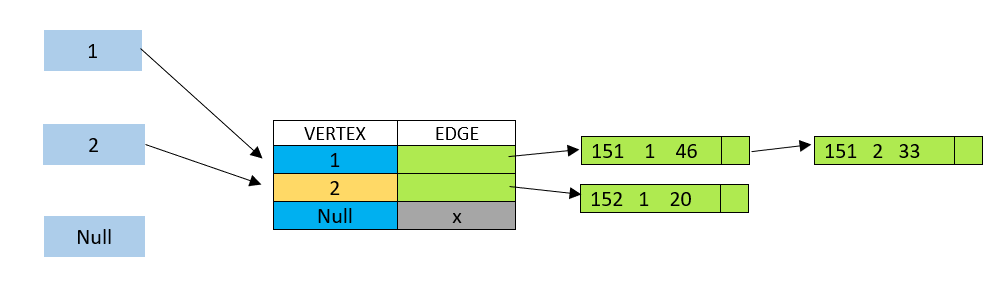 1
2
Null
VERTEX EDGE
1
2
Null x
151 1 46
151 2 33
152 1 20